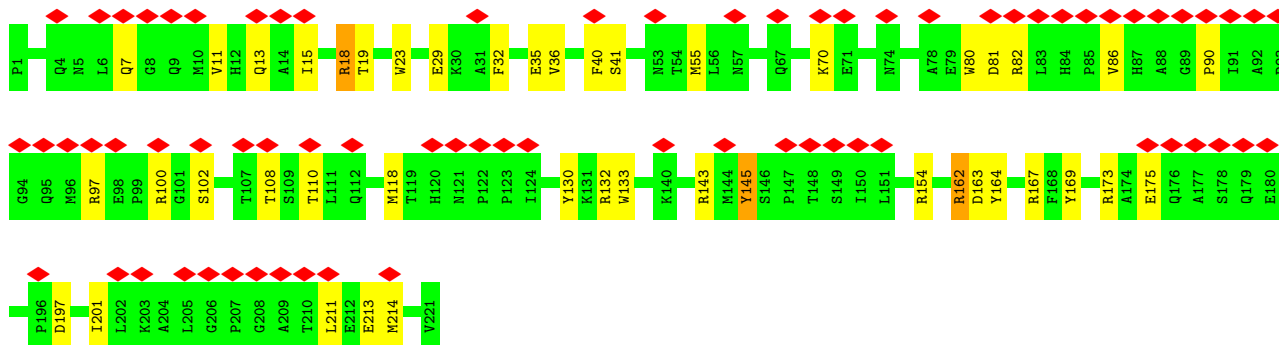 P1 Q4 N5 L6 Q7 G8 Q9 M10 V11 H12 Q13 A14 I15 R18 T19 W23 E29 K30 A31 F32 E35 V36 F40 S41 N53 T54 M55 L56 N57 Q67 K70 E71 N74 A78 E79 W80 D81 R82 L83 H84 P85 V86 H87 A88 G89 P90 I91 A92
G94 Q95 M96 R97 E98 P99 R100 G101 S102 T107 T108 S109 T110 L111 Q112 M118 T119 H120 N121 P122 P123 I124 Y130 K131 R132 W133 K140 R143 M144 Y145 S146 P147 T148 S149 I150 L151 R154 R162 D163 Y164 R167 F168 Y169 R173 A174 E175 Q176 A177 S178 Q179 E180
P196 D197 I201 L202 K203 A204 L205 G206 P207 G208 A209 T210 L211 E212 E213 M214 V221